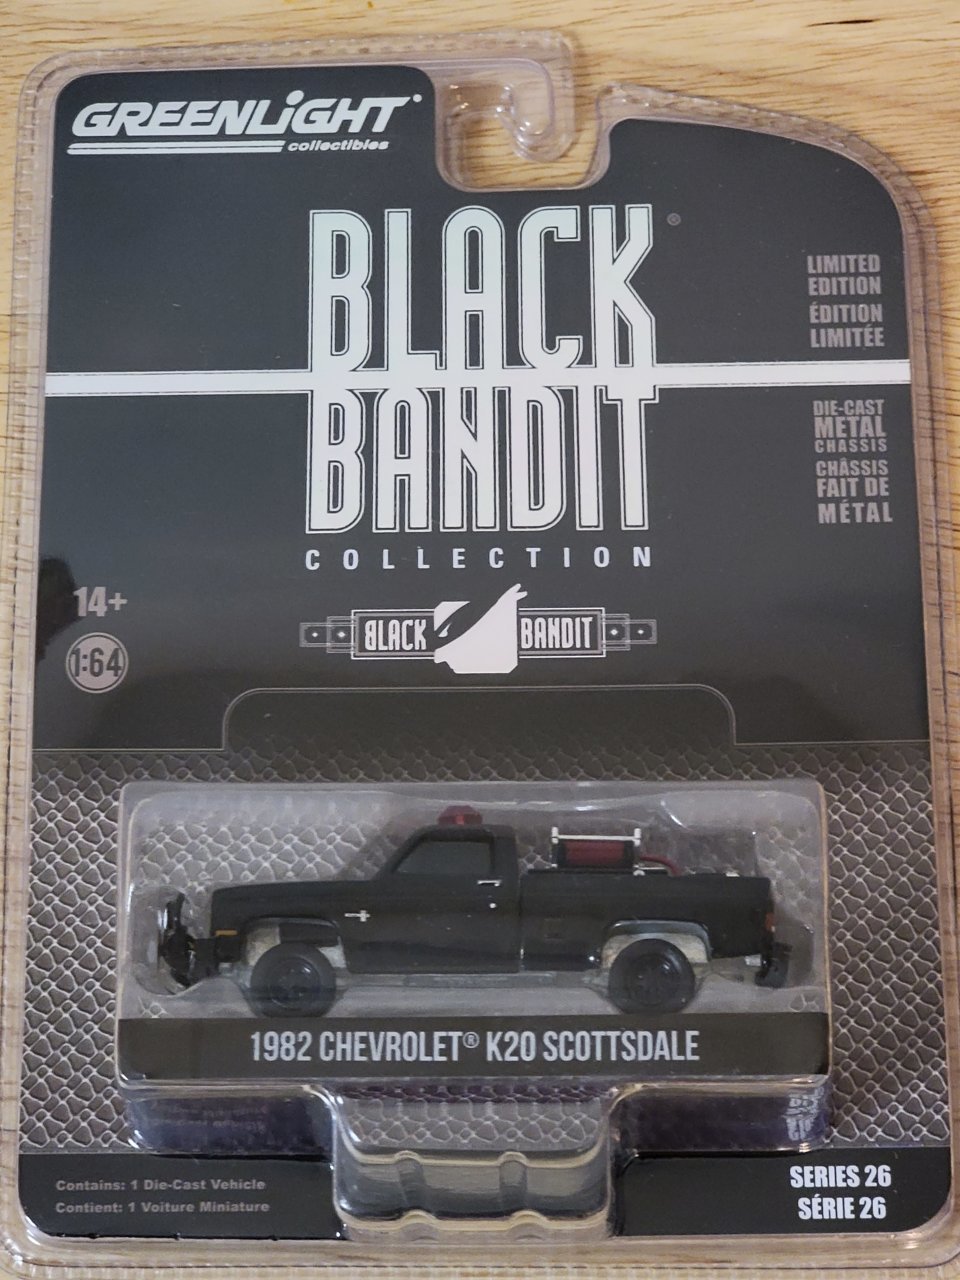 GREENLiGHT
collectibles
BLACK®
BANDIT
COLLECTION
LIMITED
EDITION
ÉDITION
LIMITÉE
DIE-CAST
METAL
CHASSIS
CHÂSSIS
FAIT DE
MÉTAL
14+
1:64
BLACK BANDIT
1982 CHEVROLET® K20 SCOTTSDALE
Contains: 1 Die-Cast Vehicle
Contient: 1 Voiture Miniature
SERIES 26
SÉRIE 26